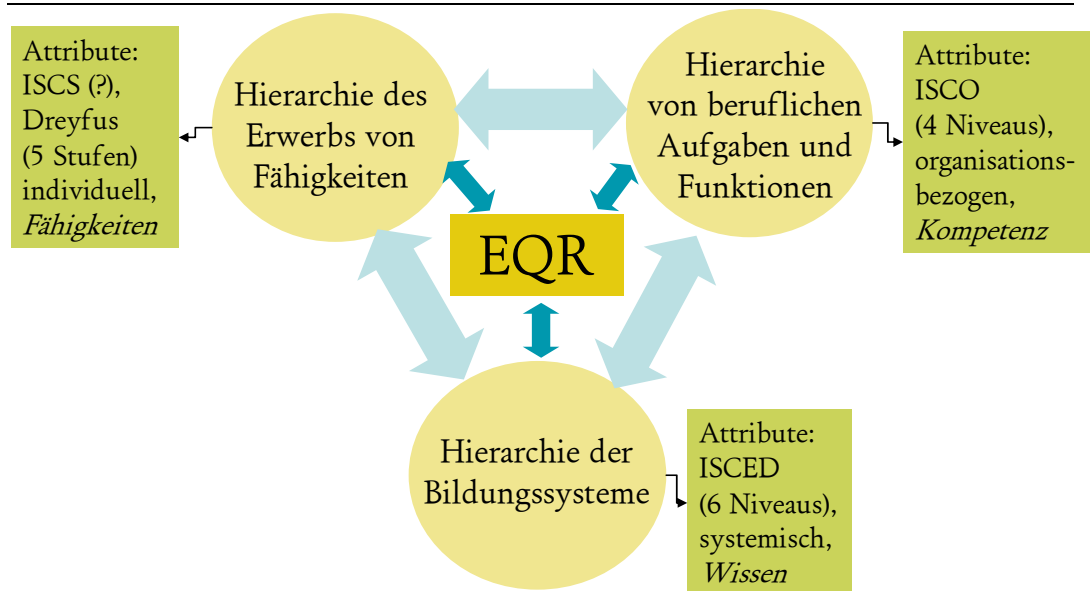 Attribute:
ISCS (?),
Dreyfus
(5 Stufen)
individuell,
Fähigkeiten
Hierarchie des
Erwerbs von
Fähigkeiten
Hierarchie
von beruflichen
Aufgaben und
Funktionen
Attribute:
ISCO
(4 Niveaus),
organisations-
bezogen,
Kompetenz
EQR
Hierarchie der
Bildungssysteme
Attribute:
ISCED
(6 Niveaus),
systemisch,
Wissen